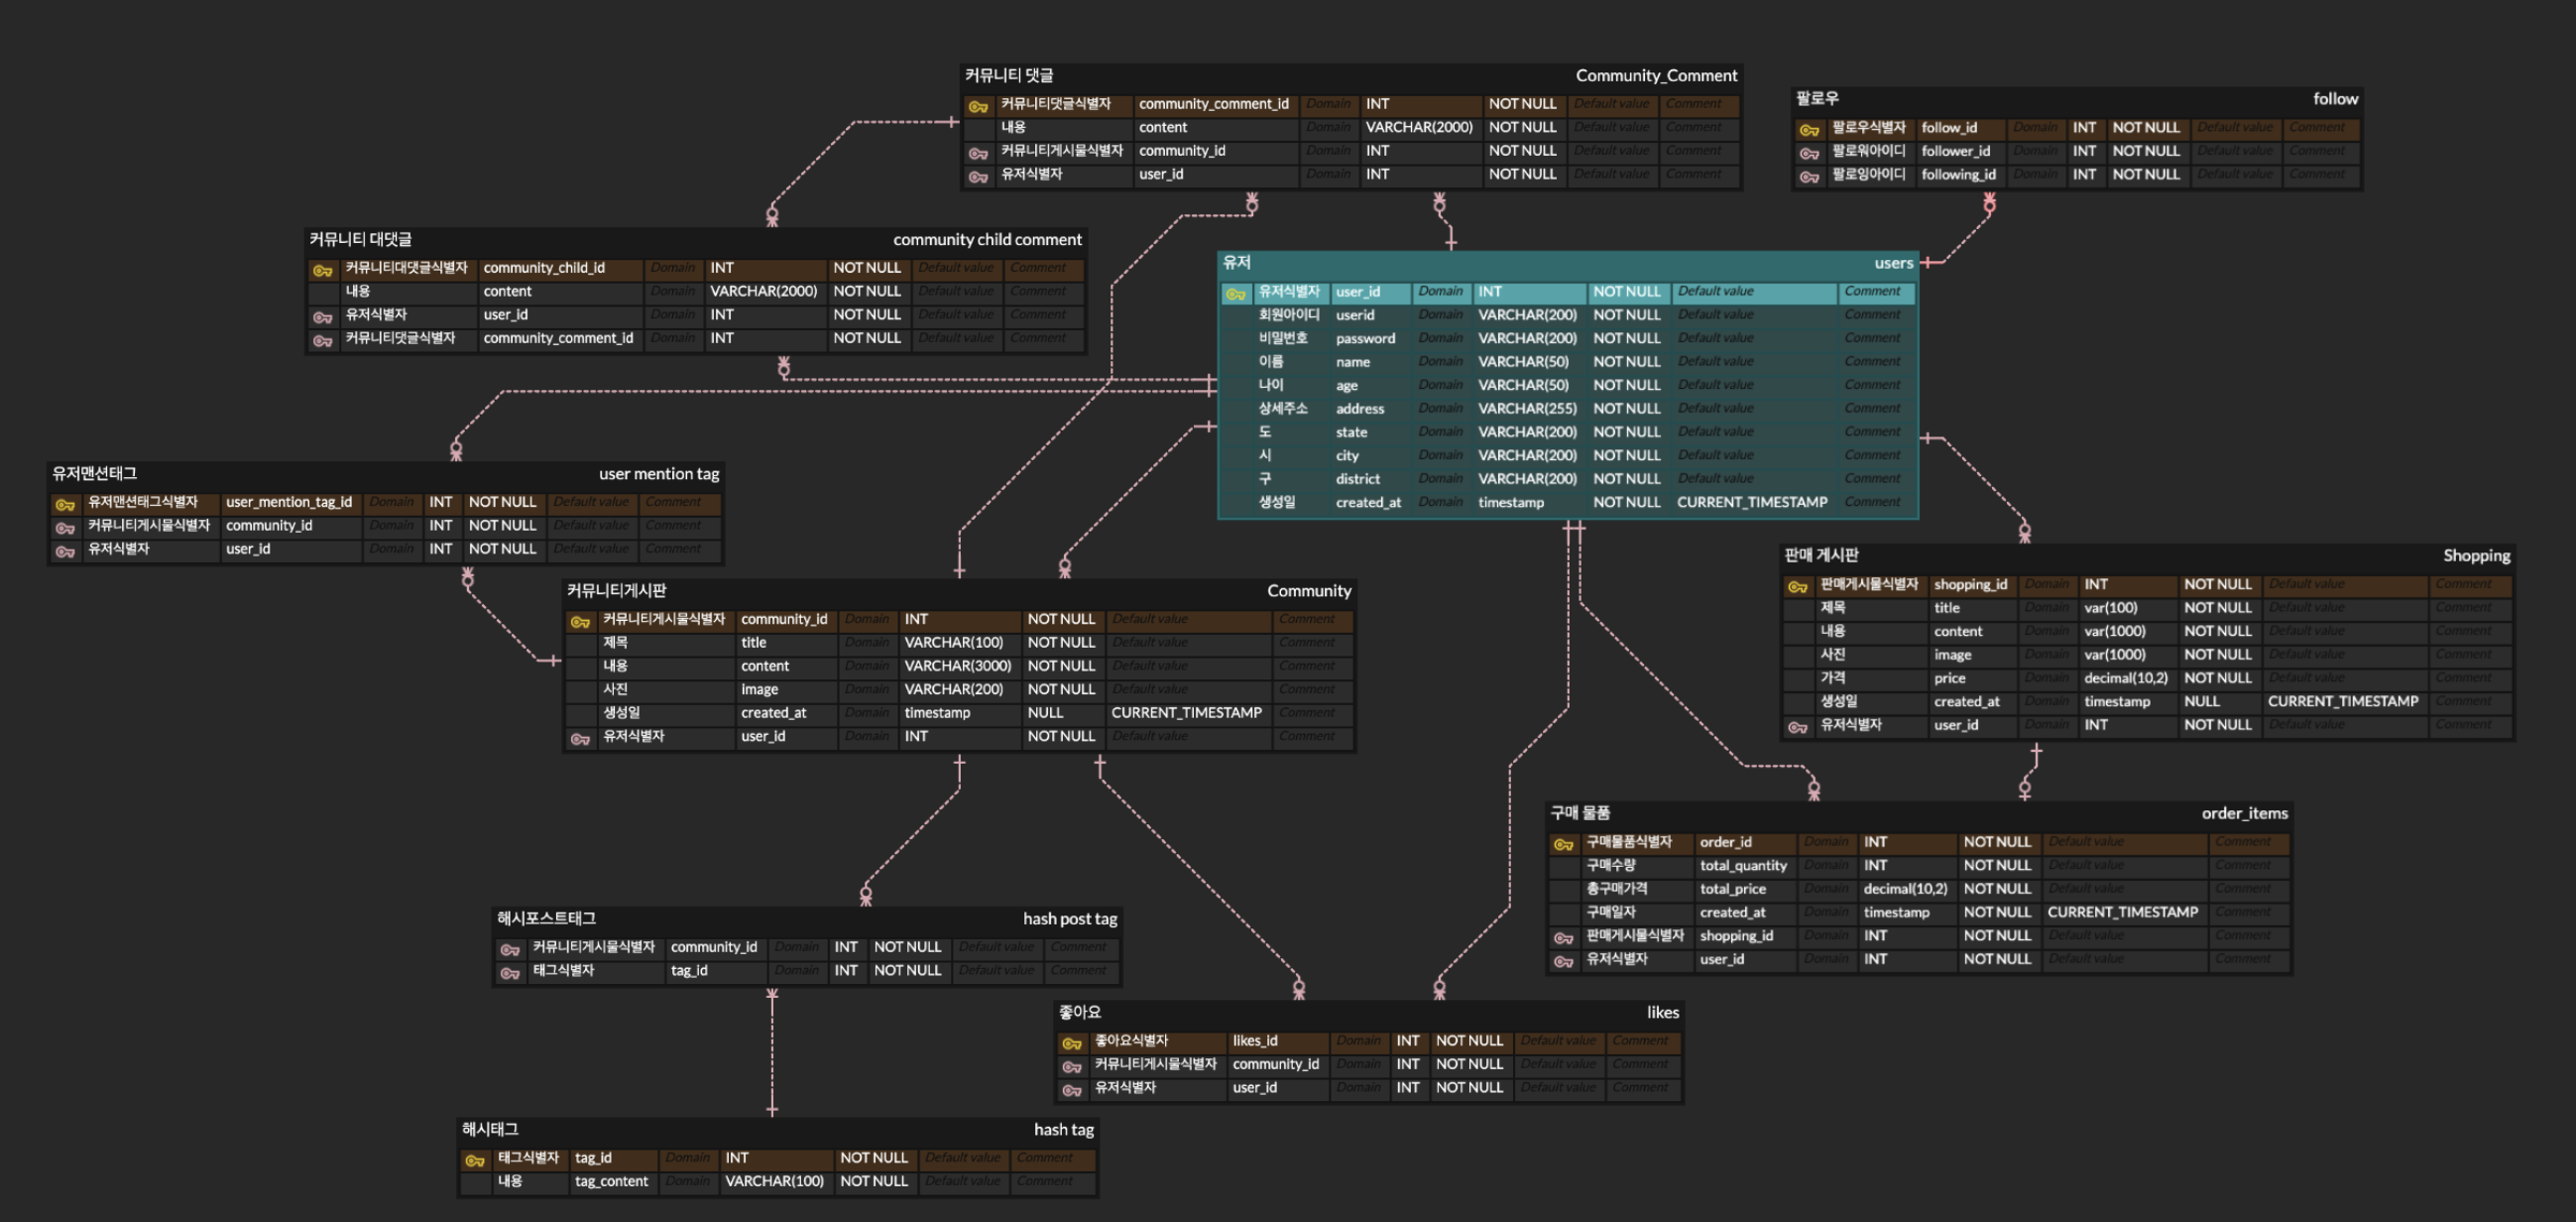 커뮤니티 댓글 Community_Comment
커뮤니티댓글식별자 community_comment_id Domain INT NOT NULL Default value Comment
내용 content Domain VARCHAR(2000) NOT NULL Default value Comment
커뮤니티게시물식별자 community_id Domain INT NOT NULL Default value Comment
유저식별자 user_id Domain INT NOT NULL Default value Comment
팔로우 follow
팔로우식별자 follow_id Domain INT NOT NULL Default value Comment
팔로워아이디 follower_id Domain INT NOT NULL Default value Comment
팔로잉아이디 following_id Domain INT NOT NULL Default value Comment
커뮤니티 대댓글 community child comment
커뮤니티대댓글식별자 community_child_id Domain INT NOT NULL Default value Comment
내용 content Domain VARCHAR(2000) NOT NULL Default value Comment
유저식별자 user_id Domain INT NOT NULL Default value Comment
커뮤니티댓글식별자 community_comment_id Domain INT NOT NULL Default value Comment
유저 users
유저식별자 user_id Domain INT NOT NULL Default value Comment
회원아이디 userid Domain VARCHAR(200) NOT NULL Default value Comment
비밀번호 password Domain VARCHAR(200) NOT NULL Default value Comment
이름 name Domain VARCHAR(50) NOT NULL Default value Comment
나이 age Domain VARCHAR(50) NOT NULL Default value Comment
상세주소 address Domain VARCHAR(255) NOT NULL Default value Comment
도 state Domain VARCHAR(200) NOT NULL Default value Comment
시 city Domain VARCHAR(200) NOT NULL Default value Comment
구 district Domain VARCHAR(200) NOT NULL Default value Comment
생성일 created_at Domain timestamp NOT NULL CURRENT_TIMESTAMP Comment
유저맨션태그 user mention tag
유저맨션태그식별자 user_mention_tag_id Domain INT NOT NULL Default value Comment
커뮤니티게시물식별자 community_id Domain INT NOT NULL Default value Comment
유저식별자 user_id Domain INT NOT NULL Default value Comment
커뮤니티게시판 Community
커뮤니티게시물식별자 community_id Domain INT NOT NULL Default value Comment
제목 title Domain VARCHAR(100) NOT NULL Default value Comment
내용 content Domain VARCHAR(3000) NOT NULL Default value Comment
사진 image Domain VARCHAR(200) NOT NULL Default value Comment
생성일 created_at Domain timestamp NULL CURRENT_TIMESTAMP Comment
유저식별자 user_id Domain INT NOT NULL Default value Comment
판매 게시판 Shopping
판매게시물식별자 shopping_id Domain INT NOT NULL Default value Comment
제목 title Domain var(100) NOT NULL Default value Comment
내용 content Domain var(1000) NOT NULL Default value Comment
사진 image Domain var(1000) NOT NULL Default value Comment
가격 price Domain decimal(10,2) NOT NULL Default value Comment
생성일 created_at Domain timestamp NULL CURRENT_TIMESTAMP Comment
유저식별자 user_id Domain INT NOT NULL Default value Comment
구매 물품 order_items
구매물품식별자 order_id Domain INT NOT NULL Default value Comment
구매수량 total_quantity Domain INT NOT NULL Default value Comment
총구매가격 total_price Domain decimal(10,2) NOT NULL Default value Comment
구매일자 created_at Domain timestamp NOT NULL CURRENT_TIMESTAMP Comment
판매게시물식별자 shopping_id Domain INT NOT NULL Default value Comment
유저식별자 user_id Domain INT NOT NULL Default value Comment
해시포스트태그 hash post tag
커뮤니티게시물식별자 community_id Domain INT NOT NULL Default value Comment
태그식별자 tag_id Domain INT NOT NULL Default value Comment
좋아요 likes
좋아요식별자 likes_id Domain INT NOT NULL Default value Comment
커뮤니티게시물식별자 community_id Domain INT NOT NULL Default value Comment
유저식별자 user_id Domain INT NOT NULL Default value Comment
해시태그 hash tag
태그식별자 tag_id Domain INT NOT NULL Default value Comment
내용 tag_content Domain VARCHAR(100) NOT NULL Default value Comment